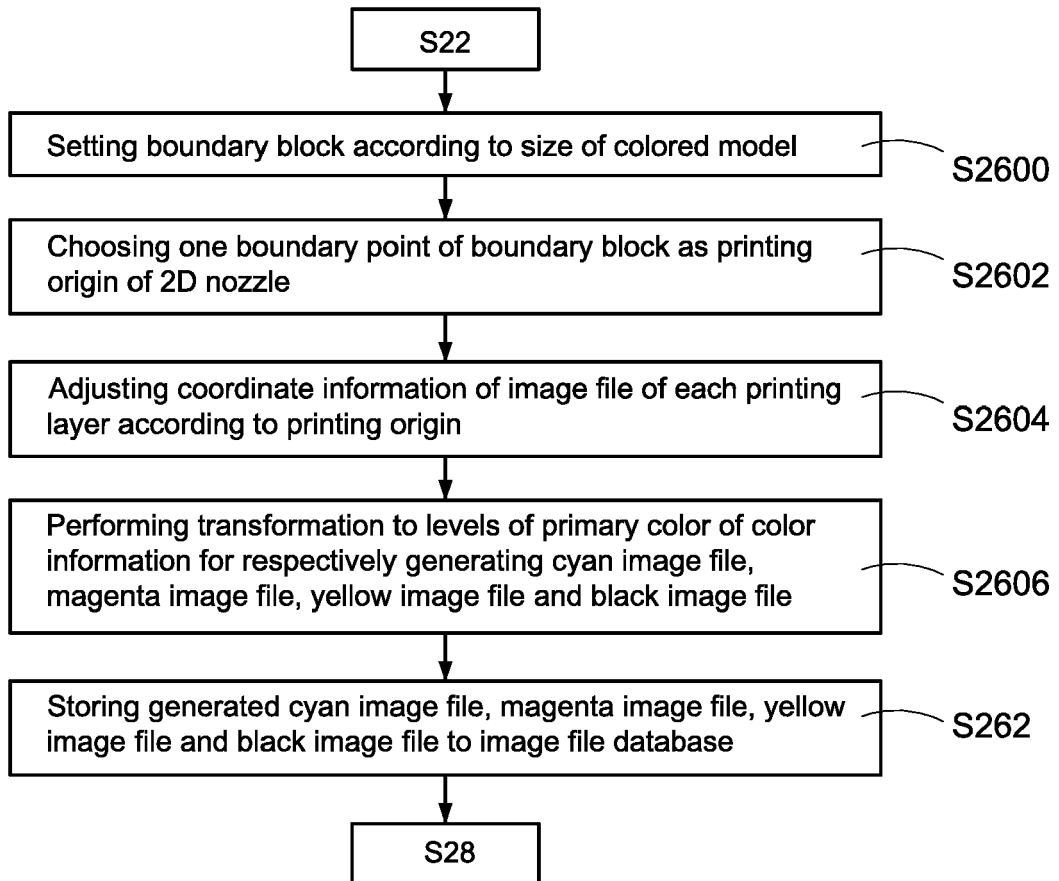 S22
Setting boundary block according to size of colored model
S2600
Choosing one boundary point of boundary block as printing
origin of 2D nozzle
S2602
Adjusting coordinate information of image file of each printing
layer according to printing origin
S2604
Performing transformation to levels of primary color of color
information for respectively generating cyan image file,
magenta image file, yellow image file and black image file
S2606
Storing generated cyan image file, magenta image file, yellow
image file and black image file to image file database
S262
S28